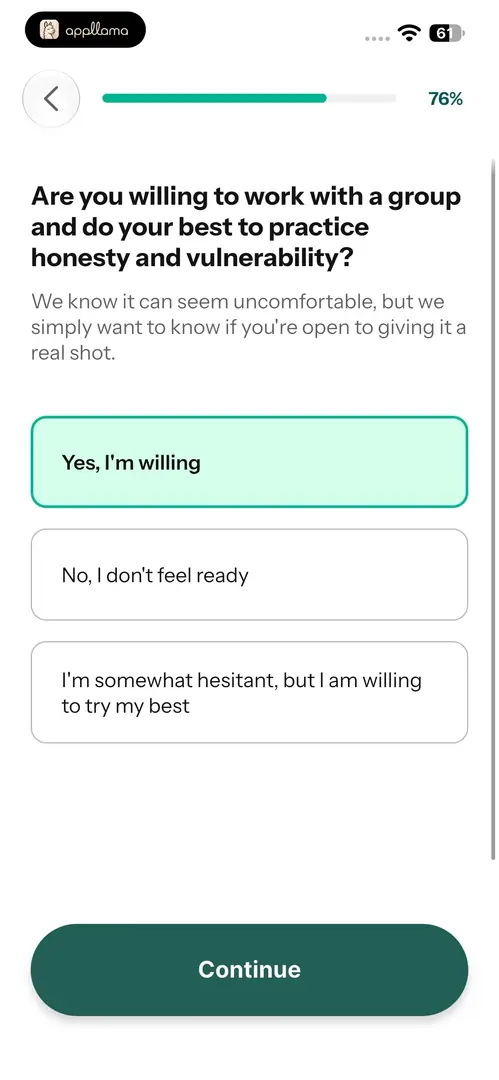 appllama
61
76%
Are you willing to work with a group
and do your best to practice
honesty and vulnerability?
We know it can seem uncomfortable, but we
simply want to know if you're open to giving it a
real shot.
Yes, I'm willing
No, I don't feel ready
I'm somewhat hesitant, but I am willing
to try my best
Continue